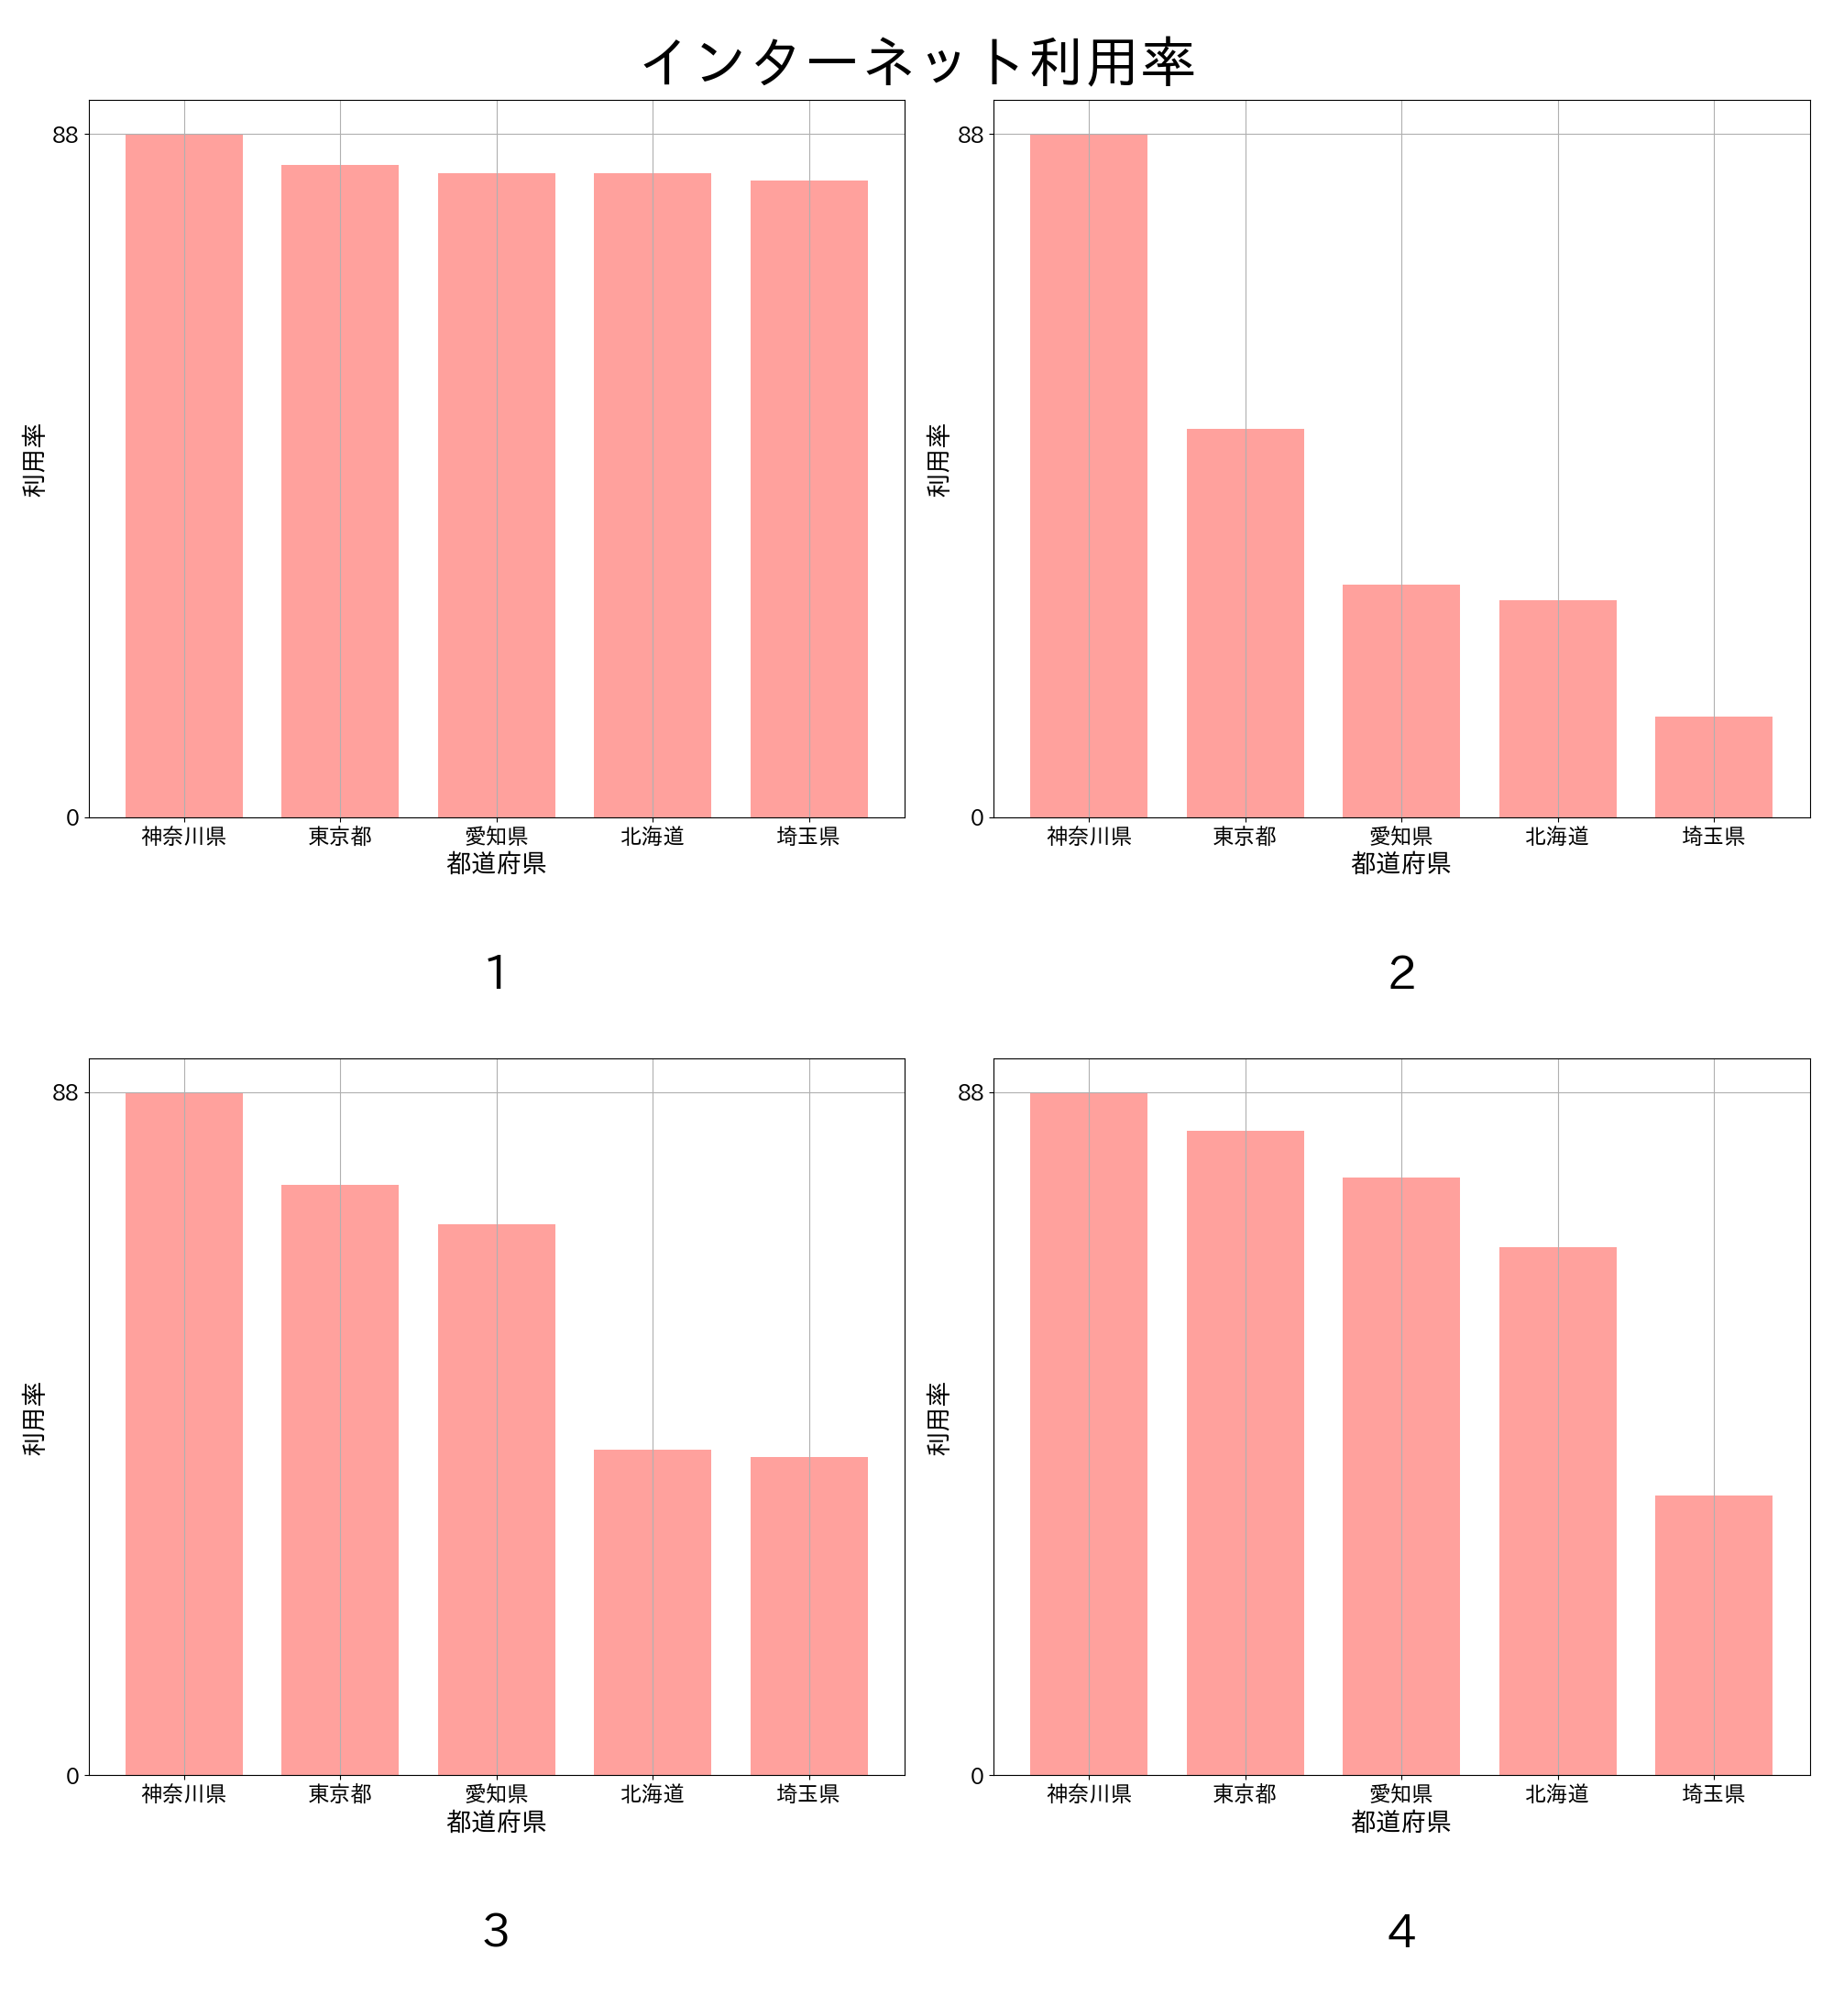 インターネット利用率
88
0
利用率
神奈川県 東京都 愛知県 北海道 埼玉県
都道府県
1
88
0
利用率
神奈川県 東京都 愛知県 北海道 埼玉県
都道府県
2
88
0
利用率
神奈川県 東京都 愛知県 北海道 埼玉県
都道府県
3
88
0
利用率
神奈川県 東京都 愛知県 北海道 埼玉県
都道府県
4